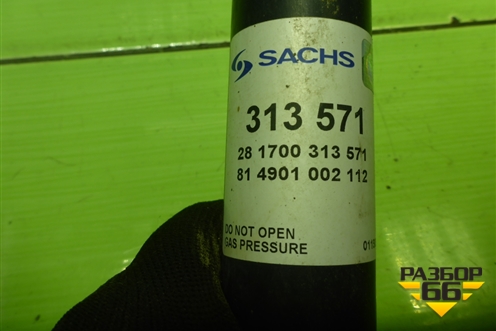 SACHS
313 571
28 1700 313 571
81 4901 002 112
DO NOT OPEN
GAS PRESSURE
РАЗБОР
66